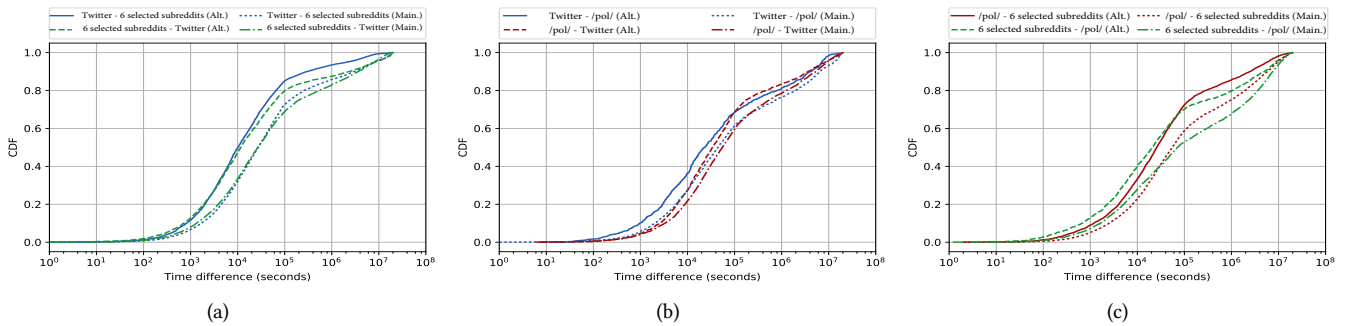 Twitter - 6 selected subreddits (Alt.) Twitter - 6 selected subreddits (Main.)
6 selected subreddits - Twitter (Alt.) 6 selected subreddits - Twitter (Main.)
1.0
0.8
0.6
0.4
0.2
0.0
CDF
10^0 10^1 10^2 10^3 10^4 10^5 10^6 10^7 10^8
Time difference (seconds)
(a)
Twitter - /pol/ (Alt.) Twitter - /pol/ (Main.)
/pol/ - Twitter (Alt.) /pol/ - Twitter (Main.)
1.0
0.8
0.6
0.4
0.2
0.0
CDF
10^0 10^1 10^2 10^3 10^4 10^5 10^6 10^7 10^8
Time difference (seconds)
(b)
/pol/ - 6 selected subreddits (Alt.) /pol/ - 6 selected subreddits (Main.)
6 selected subreddits - /pol/ (Alt.) 6 selected subreddits - /pol/ (Main.)
1.0
0.8
0.6
0.4
0.2
0.0
CDF
10^0 10^1 10^2 10^3 10^4 10^5 10^6 10^7 10^8
Time difference (seconds)
(c)